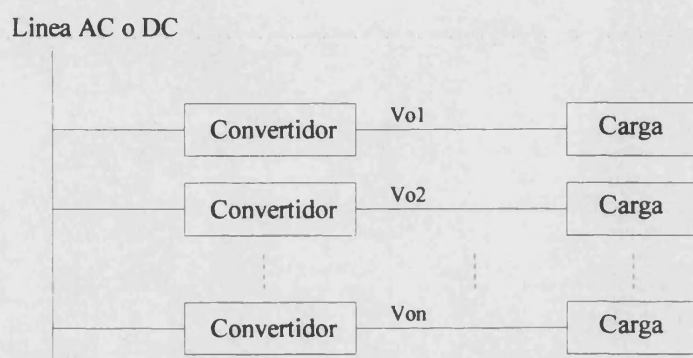 Linea AC o DC
Convertidor Vo1 Carga
Convertidor Vo2 Carga
Convertidor Von Carga